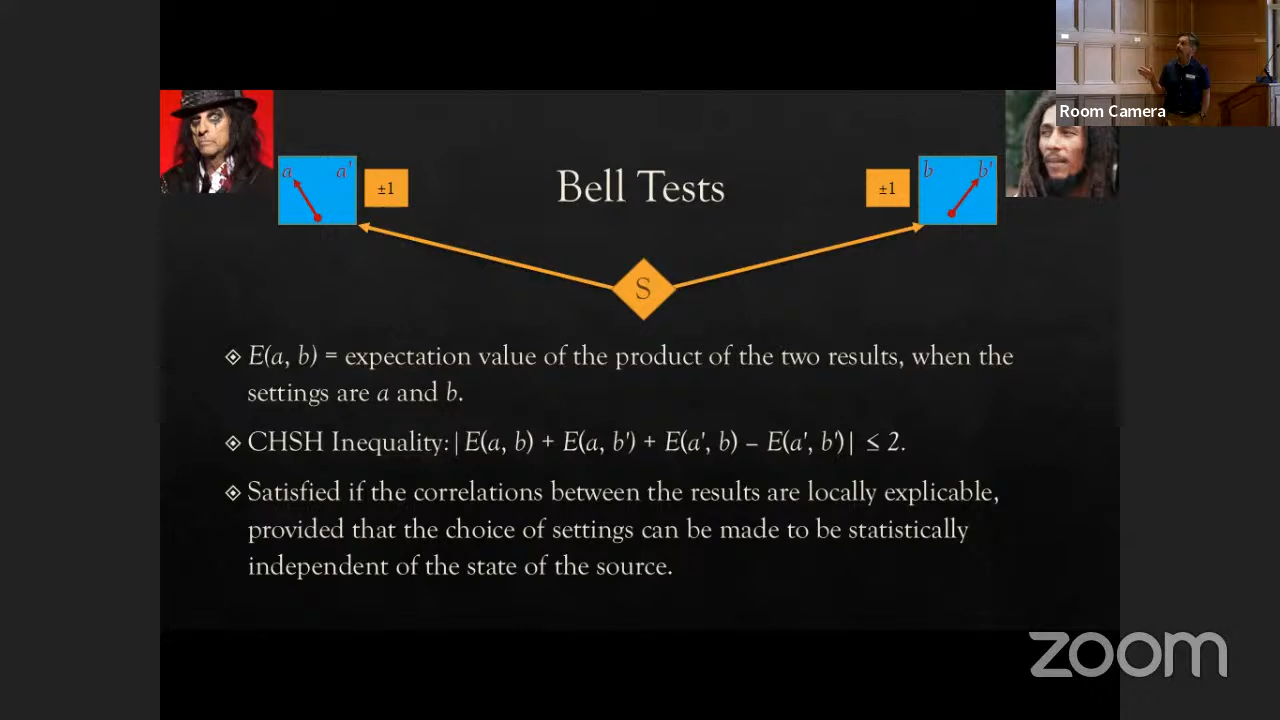 Room Camera
a a'
±1
Bell Tests
±1
b b'
S
E(a, b) = expectation value of the product of the two results, when the
settings are a and b.
CHSH Inequality: | E(a, b) + E(a, b') + E(a', b) – E(a', b')| ≤ 2.
Satisfied if the correlations between the results are locally explicable,
provided that the choice of settings can be made to be statistically
independent of the state of the source.
zoom